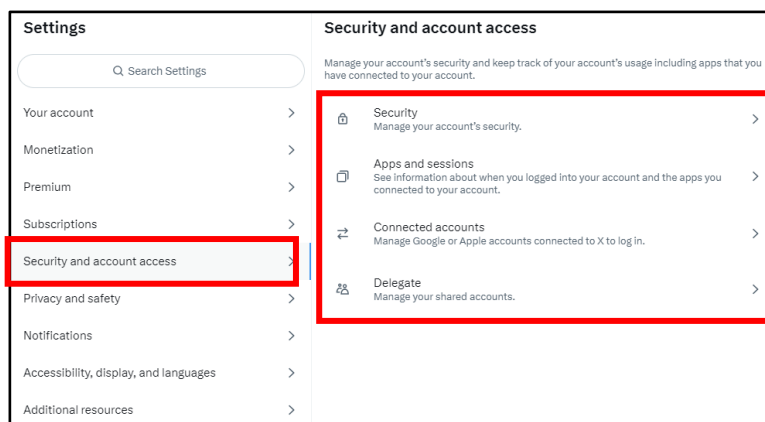 Settings
Search Settings
Your account
Monetization
Premium
Subscriptions
Security and account access
Privacy and safety
Notifications
Accessibility, display, and languages
Additional resources
Security and account access
Manage your account’s security and keep track of your account’s usage including apps that you
have connected to your account.
Security
Manage your account’s security.
Apps and sessions
See information about when you logged into your account and the apps you
connected to your account.
Connected accounts
Manage Google or Apple accounts connected to X to log in.
Delegate
Manage your shared accounts.